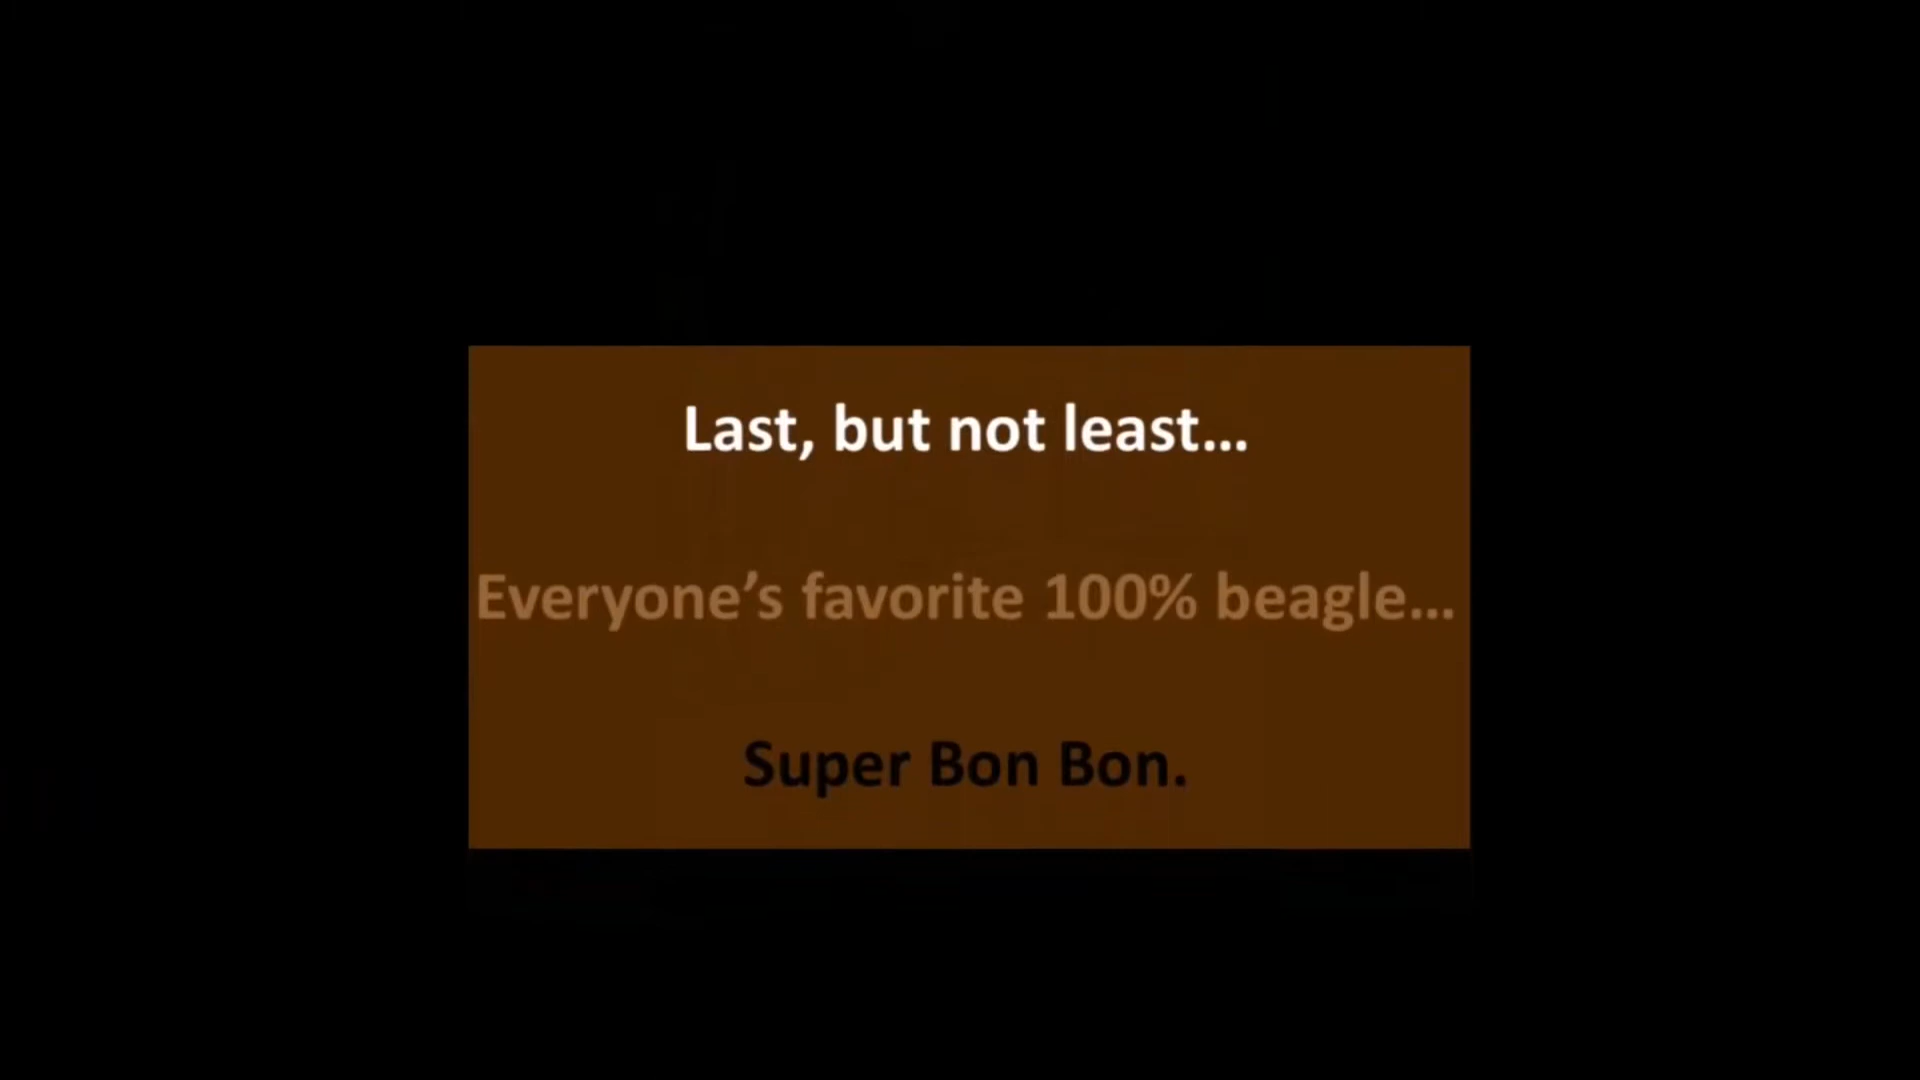 Last, but not least…
Everyone’s favorite 100% beagle…
Super Bon Bon.